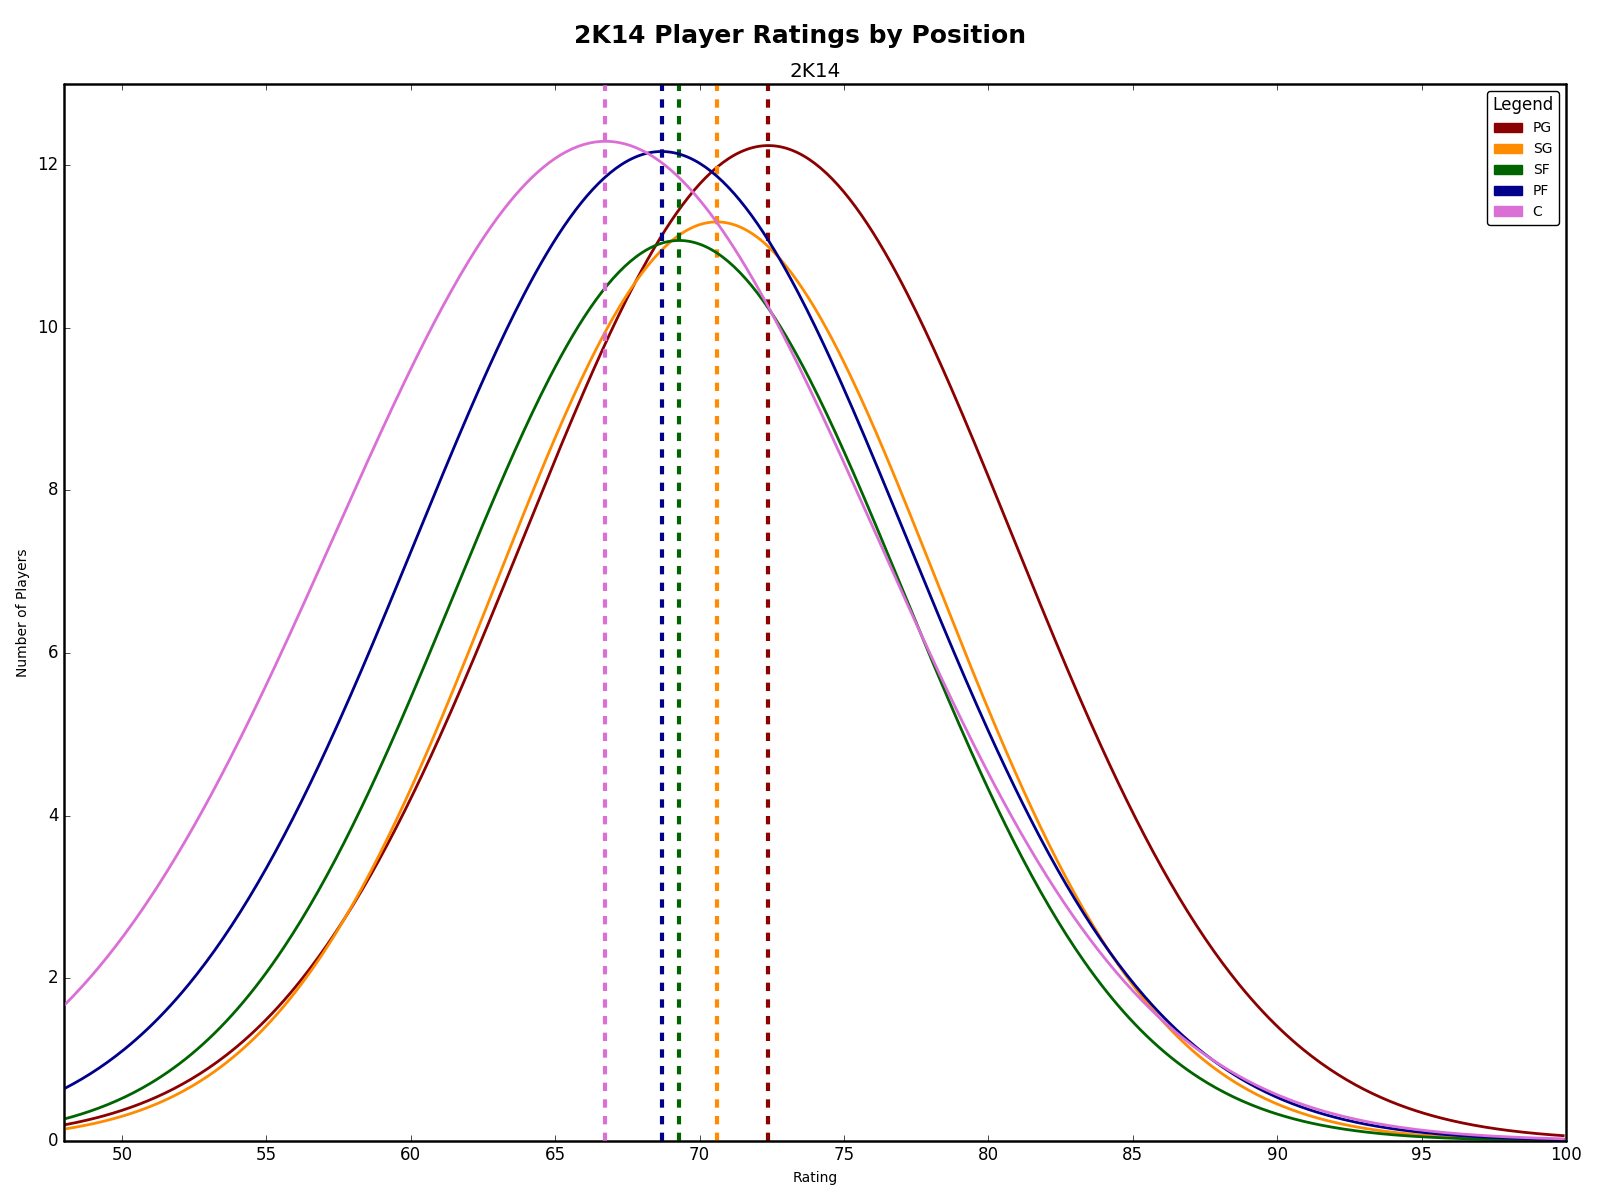 2K14 Player Ratings by Position
2K14
Legend
PG
SG
SF
PF
C
Number of Players
12
10
8
6
4
2
0
50 55 60 65 70 75 80 85 90 95 100
Rating